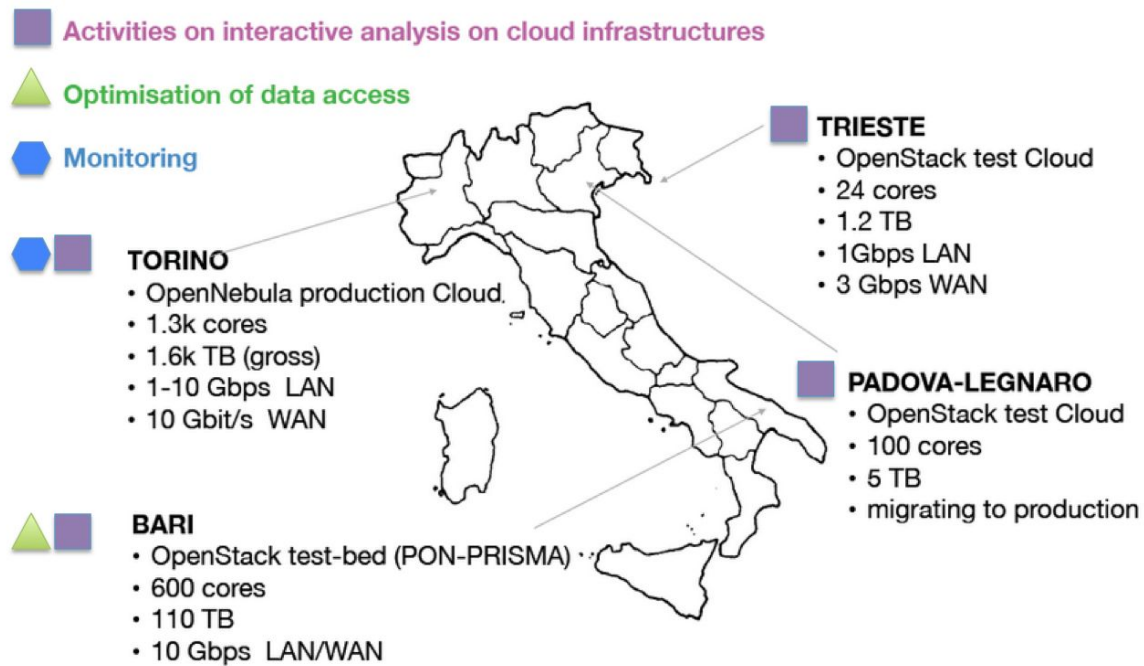 Activities on interactive analysis on cloud infrastructures
Optimisation of data access
Monitoring
TORINO
• OpenNebula production Cloud
• 1.3k cores
• 1.6k TB (gross)
• 1-10 Gbps LAN
• 10 Gbit/s WAN
BARI
• OpenStack test-bed (PON-PRISMA)
• 600 cores
• 110 TB
• 10 Gbps LAN/WAN
TRIESTE
• OpenStack test Cloud
• 24 cores
• 1.2 TB
• 1Gbps LAN
• 3 Gbps WAN
PADOVA-LEGNARO
• OpenStack test Cloud
• 100 cores
• 5 TB
• migrating to production